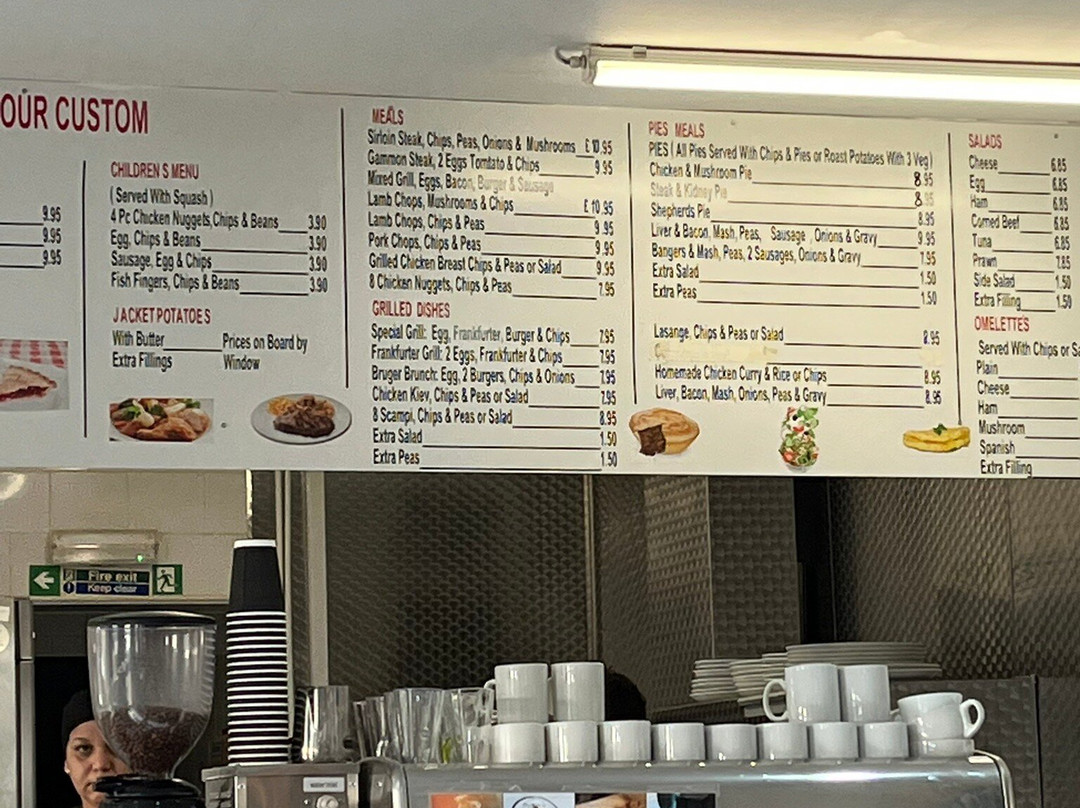 OUR CUSTOM
9.95
9.95
9.95
CHILDREN S MENU
( Served With Squash )
4 Pc Chicken Nuggets,Chips & Beans 3.90
Egg, Chips & Beans 3.90
Sausage, Egg & Chips 3.90
Fish Fingers, Chips & Beans 3.90
JACKET POTATOES
With Butter Prices on Board by
Extra Fillings Window
MEALS
Sirloin Steak, Chips, Peas, Onions & Mushrooms £ 10.95
Gammon Steak, 2 Eggs Tomtato & Chips 9.95
Mixed Grill, Eggs, Bacon, Burger & Sausage
Lamb Chops, Mushrooms & Chips £ 10.95
Lamb Chops, Chips & Peas 9.95
Pork Chops, Chips & Peas 9.95
Grilled Chicken Breast Chips & Peas or Salad 9.95
8 Chicken Nuggets, Chips & Peas 7.95
GRILLED DISHES
Special Grill: Egg, Frankfurter, Burger & Chips 7.95
Frankfurter Grill: 2 Eggs, Frankfurter & Chips 7.95
Bruger Brunch: Egg, 2 Burgers, Chips & Onions 7.95
Chicken Kiev, Chips & Peas or Salad 7.95
8 Scampi, Chips & Peas or Salad 8.95
Extra Salad 1.50
Extra Peas 1.50
PIES MEALS
PIES ( All Pies Served With Chips & Pies or Roast Potatoes With 3 Veg )
Chicken & Mushroom Pie 8.95
Steak & Kidney Pie 8.95
Shepherds Pie 8.95
Liver & Bacon, Mash, Peas, Sausage , Onions & Gravy 9.95
Bangers & Mash, Peas, 2 Sausages, Onions & Gravy 7.95
Extra Salad 1.50
Extra Peas 1.50
Lasange, Chips & Peas or Salad 8.95
Homemade Chicken Curry & Rice or Chips 8.95
Liver, Bacon, Mash, Onions, Peas & Gravy 8.95
SALADS
Cheese 6.85
Egg 6.85
Ham 6.85
Corned Beef 6.85
Tuna 6.85
Prawn 7.85
Side Salad 1.50
Extra Filling 1.50
OMELETTES
Served With Chips or Sa
Plain
Cheese
Ham
Mushroom
Spanish
Extra Filling
Fire exit
Keep clear